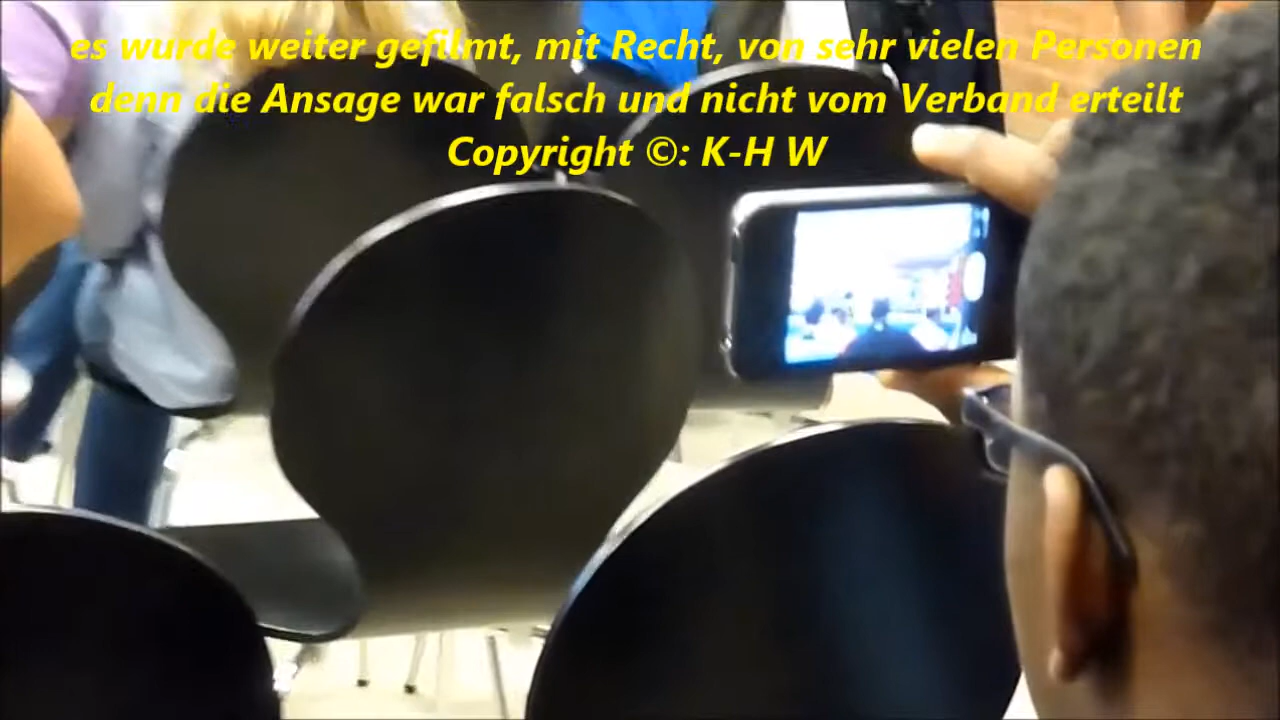 es wurde weiter gefilmt, mit Recht, von sehr vielen Personen
denn die Ansage war falsch und nicht vom Verband erteilt
Copyright ©: K-H W